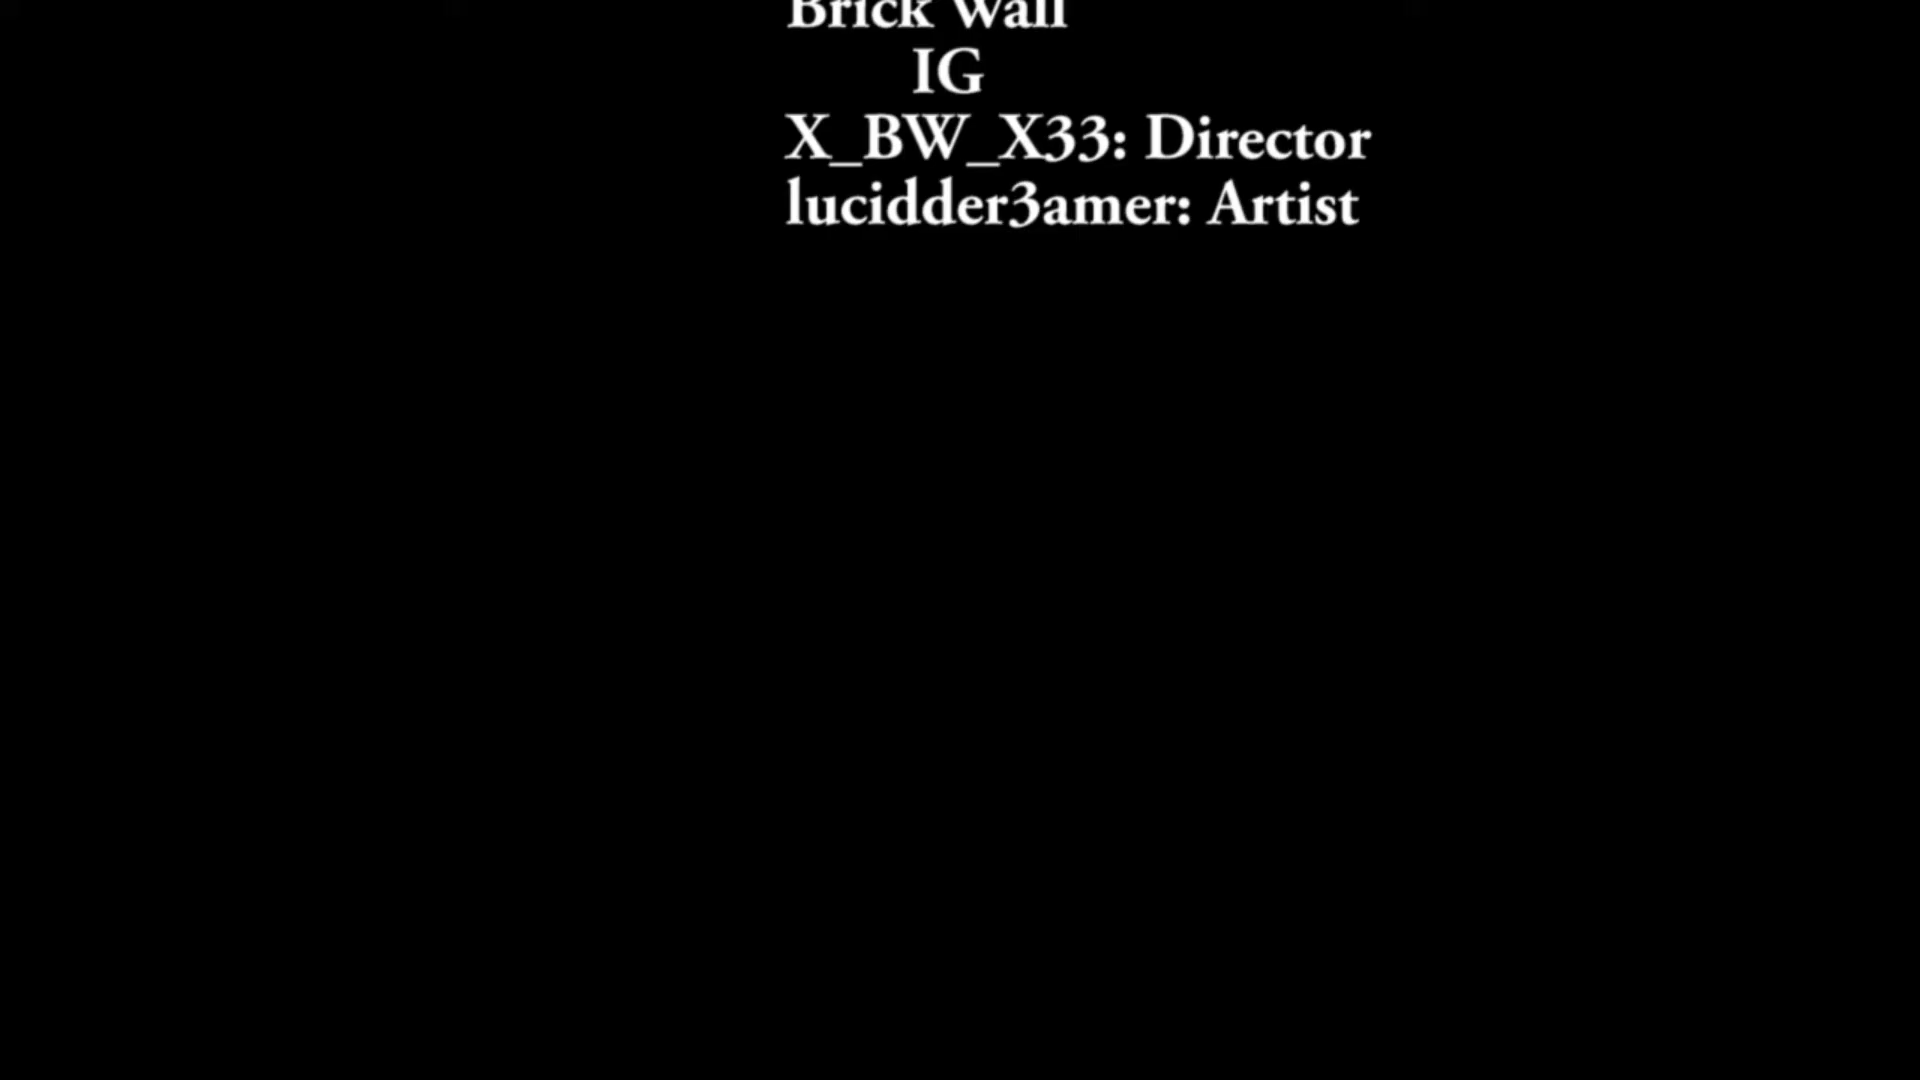 Brick Wall
IG
X_BW_X33: Director
lucidder3amer: Artist